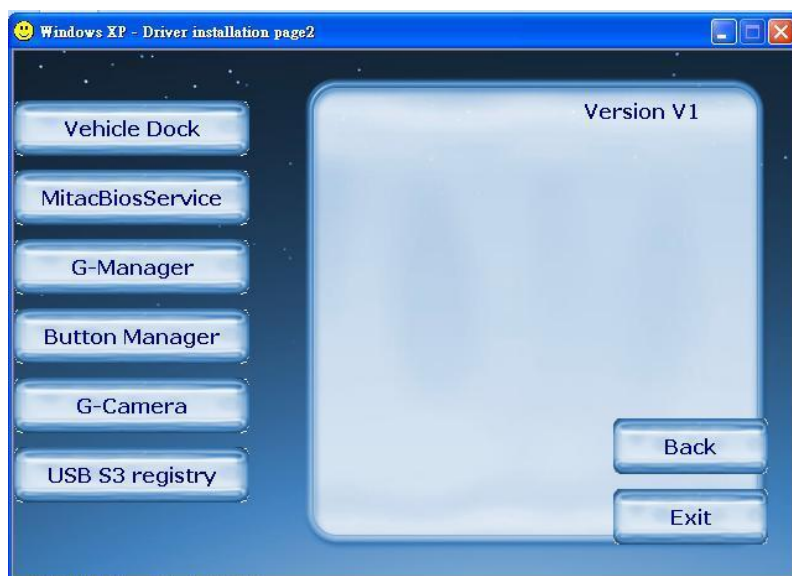 Windows XP - Driver installation page2
Version V1
Vehicle Dock
MitacBiosService
G-Manager
Button Manager
G-Camera
USB S3 registry
Back
Exit